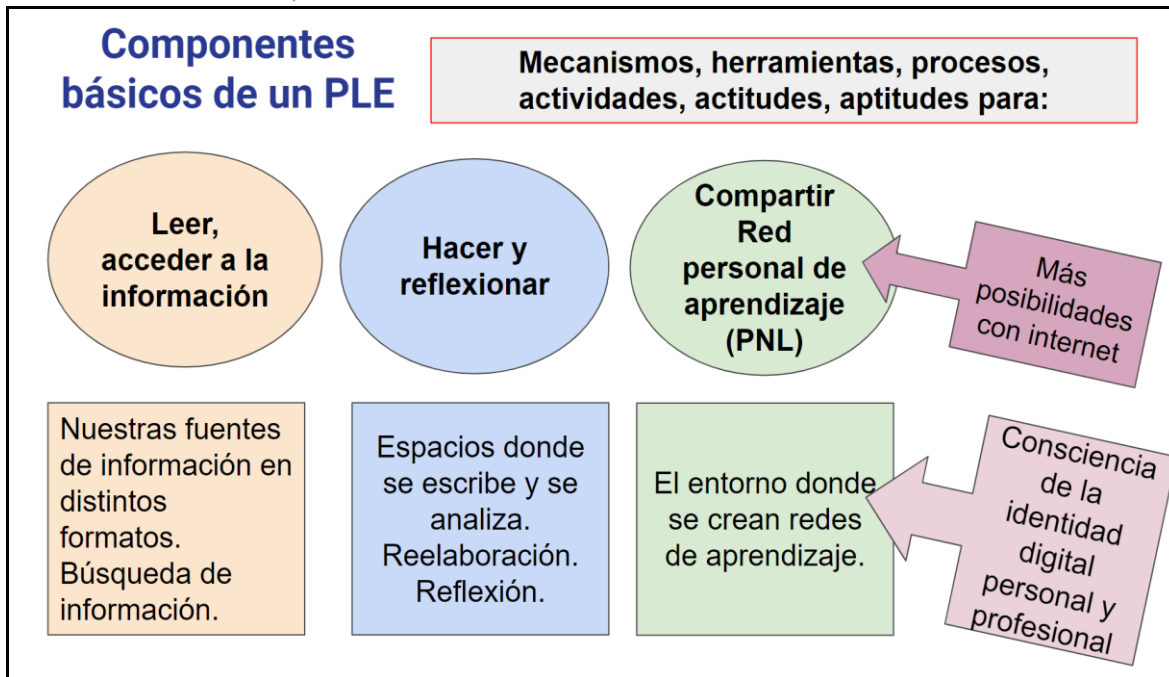 Componentes
básicos de un PLE
Mecanismos, herramientas, procesos,
actividades, actitudes, aptitudes para:
Leer,
acceder a la
información
Hacer y
reflexionar
Compartir
Red
personal de
aprendizaje
(PNL)
Más
posibilidades
con internet
Nuestras fuentes
de información en
distintos
formatos.
Búsqueda de
información.
Espacios donde
se escribe y se
analiza.
Reelaboración.
Reflexión.
El entorno donde
se crean redes
de aprendizaje.
Consciencia
de la
identidad
digital
personal y
profesional